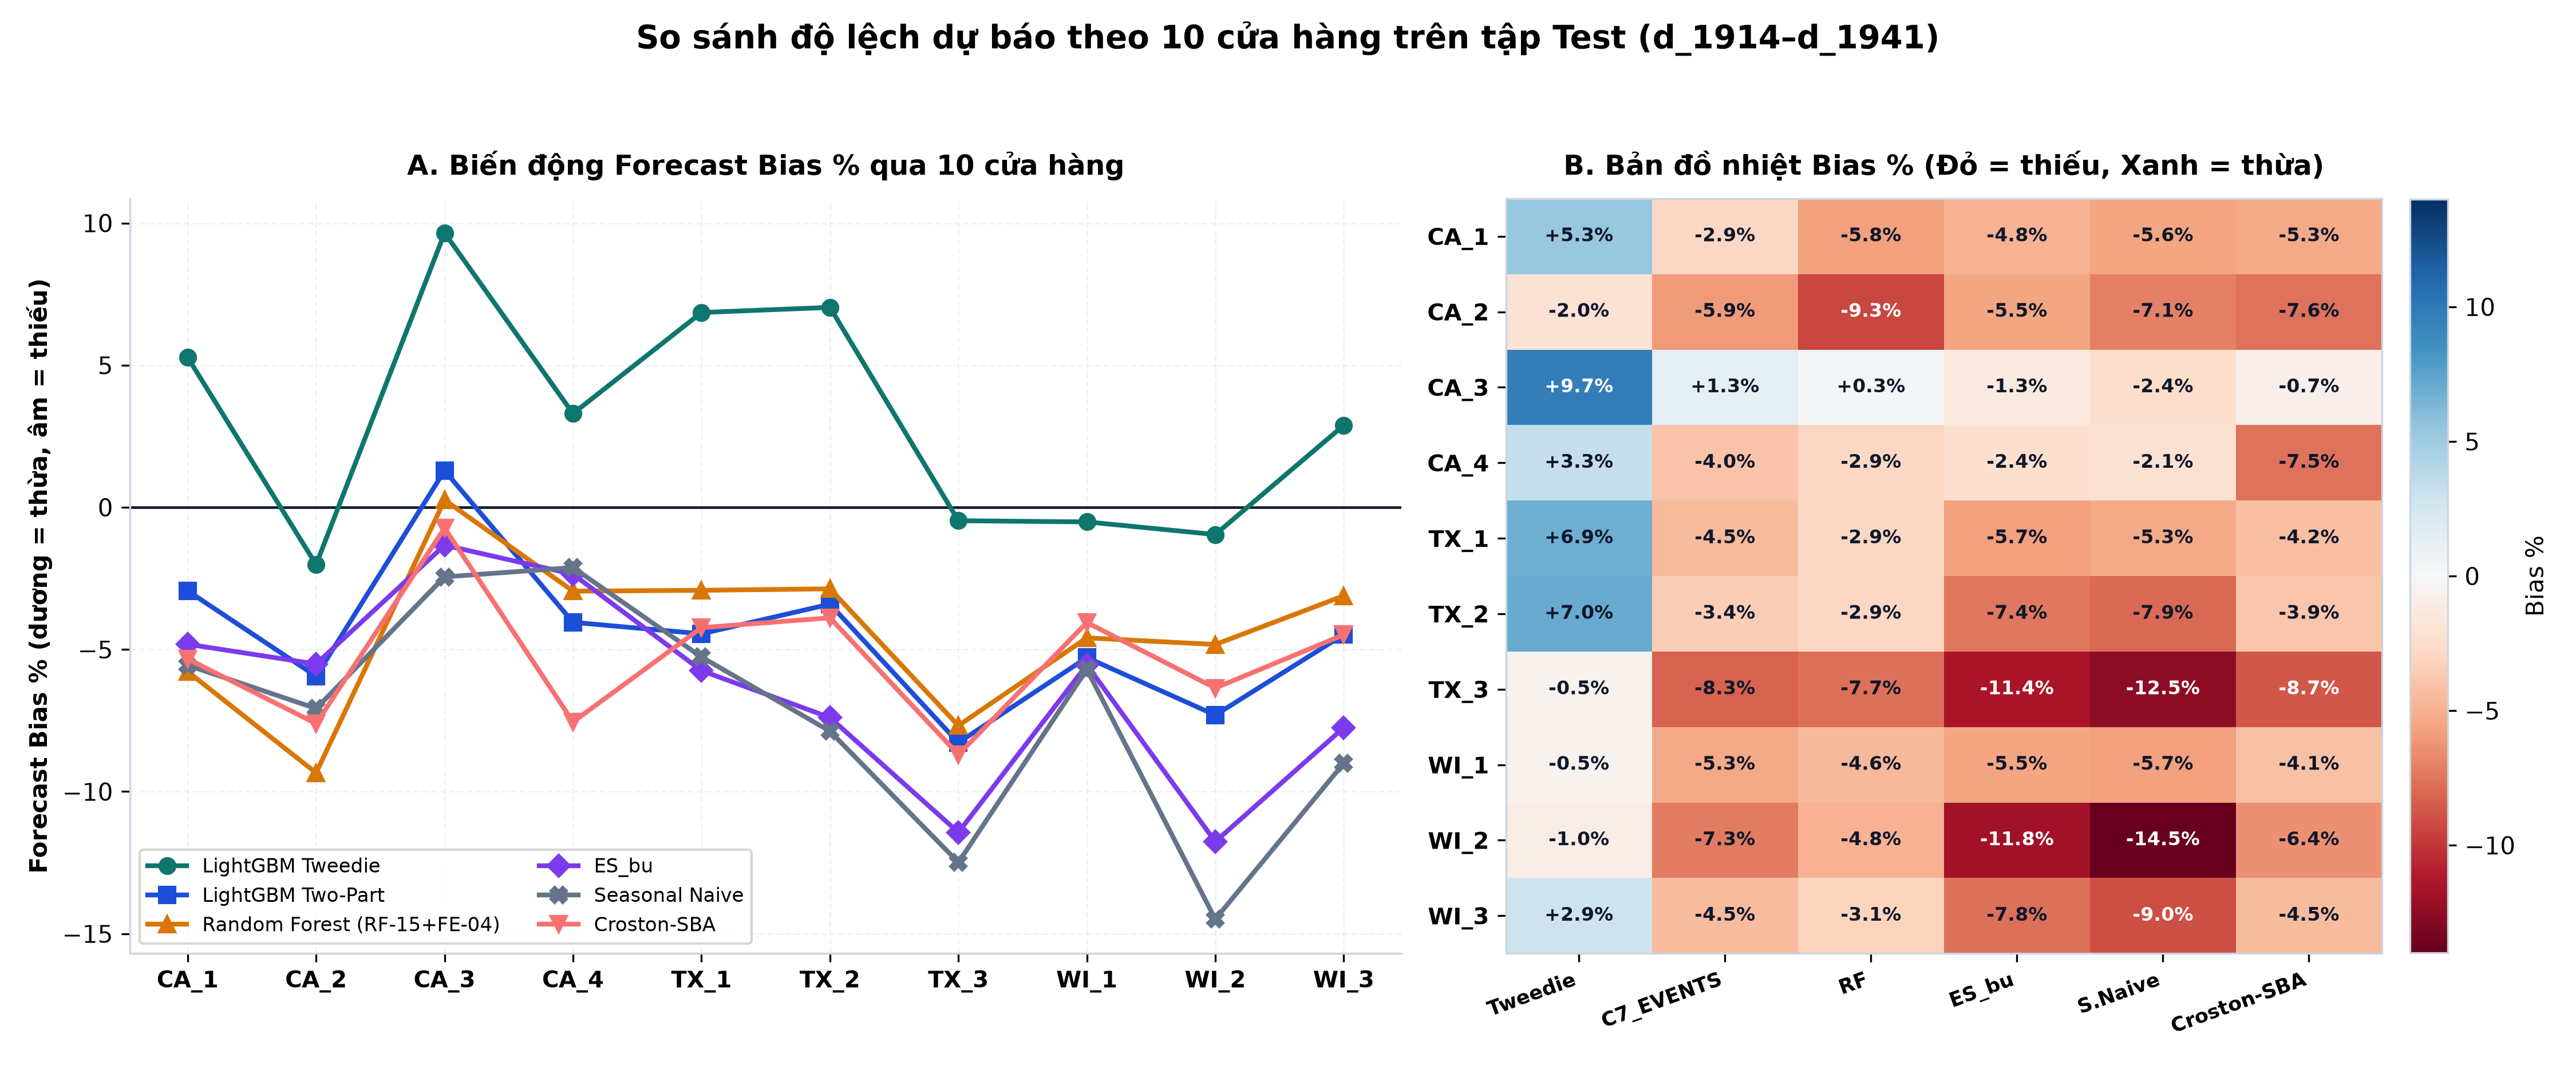 So sánh độ lệch dự báo theo 10 cửa hàng trên tập Test (d_1914–d_1941)
A. Biến động Forecast Bias % qua 10 cửa hàng
Forecast Bias % (dương = thừa, âm = thiếu)
10
5
0
−5
−10
−15
LightGBM Tweedie
LightGBM Two-Part
Random Forest (RF-15+FE-04)
ES_bu
Seasonal Naive
Croston-SBA
CA_1 CA_2 CA_3 CA_4 TX_1 TX_2 TX_3 WI_1 WI_2 WI_3
B. Bản đồ nhiệt Bias % (Đỏ = thiếu, Xanh = thừa)
CA_1 +5.3% -2.9% -5.8% -4.8% -5.6% -5.3%
CA_2 -2.0% -5.9% -9.3% -5.5% -7.1% -7.6%
CA_3 +9.7% +1.3% +0.3% -1.3% -2.4% -0.7%
CA_4 +3.3% -4.0% -2.9% -2.4% -2.1% -7.5%
TX_1 +6.9% -4.5% -2.9% -5.7% -5.3% -4.2%
TX_2 +7.0% -3.4% -2.9% -7.4% -7.9% -3.9%
TX_3 -0.5% -8.3% -7.7% -11.4% -12.5% -8.7%
WI_1 -0.5% -5.3% -4.6% -5.5% -5.7% -4.1%
WI_2 -1.0% -7.3% -4.8% -11.8% -14.5% -6.4%
WI_3 +2.9% -4.5% -3.1% -7.8% -9.0% -4.5%
Tweedie C7_EVENTS RF ES_bu S.Naive Croston-SBA
10
5
0
−5
−10
Bias %